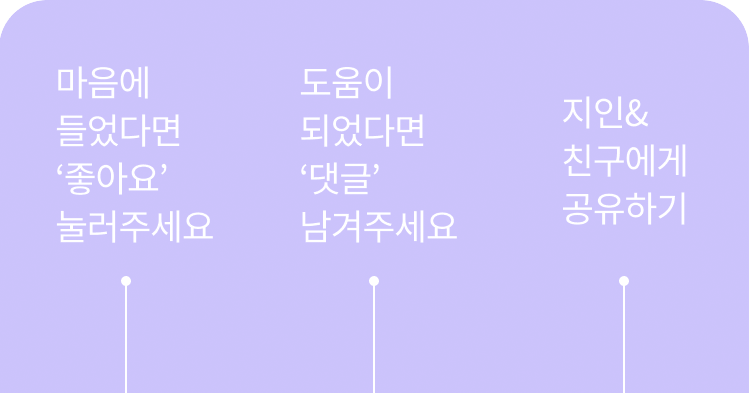 마음에
들었다면
‘좋아요’
눌러주세요
도움이
되었다면
‘댓글’
남겨주세요
지인&
친구에게
공유하기